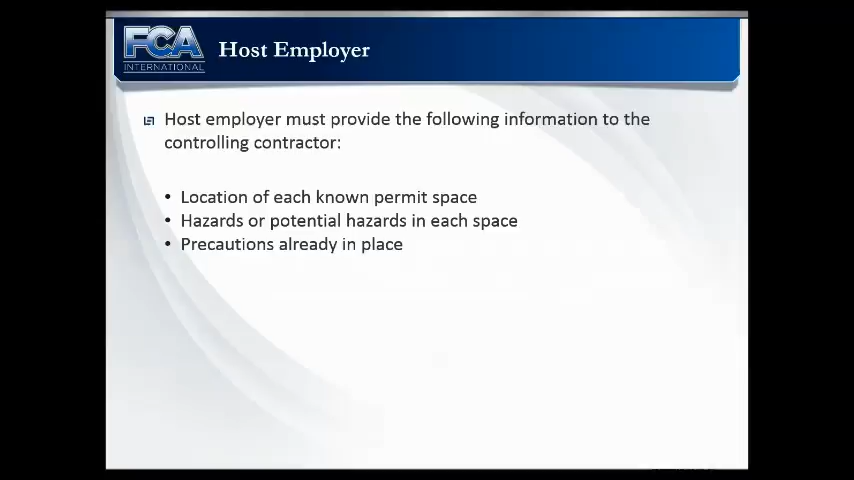 FCA
INTERNATIONAL
Host Employer
Host employer must provide the following information to the
controlling contractor:
• Location of each known permit space
• Hazards or potential hazards in each space
• Precautions already in place